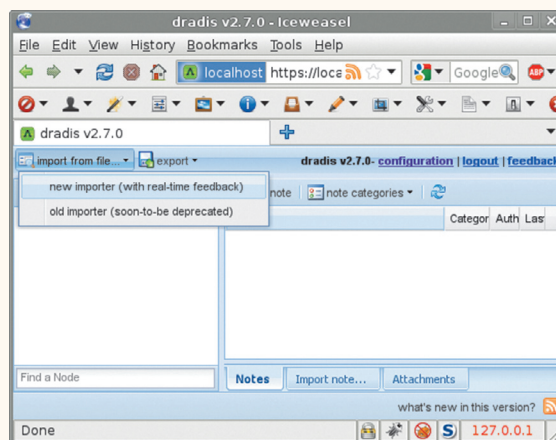 dradis v2.7.0 - Iceweasel
File Edit View History Bookmarks Tools Help
localhost https://loca Google ABP
dradis v2.7.0
import from file... export dradis v2.7.0- configuration | logout | feedback
new importer (with real-time feedback)
note note categories
old importer (soon-to-be deprecated)
Categor Auth Las
Find a Node
Notes Import note... Attachments
what's new in this version?
Done S 127.0.0.1